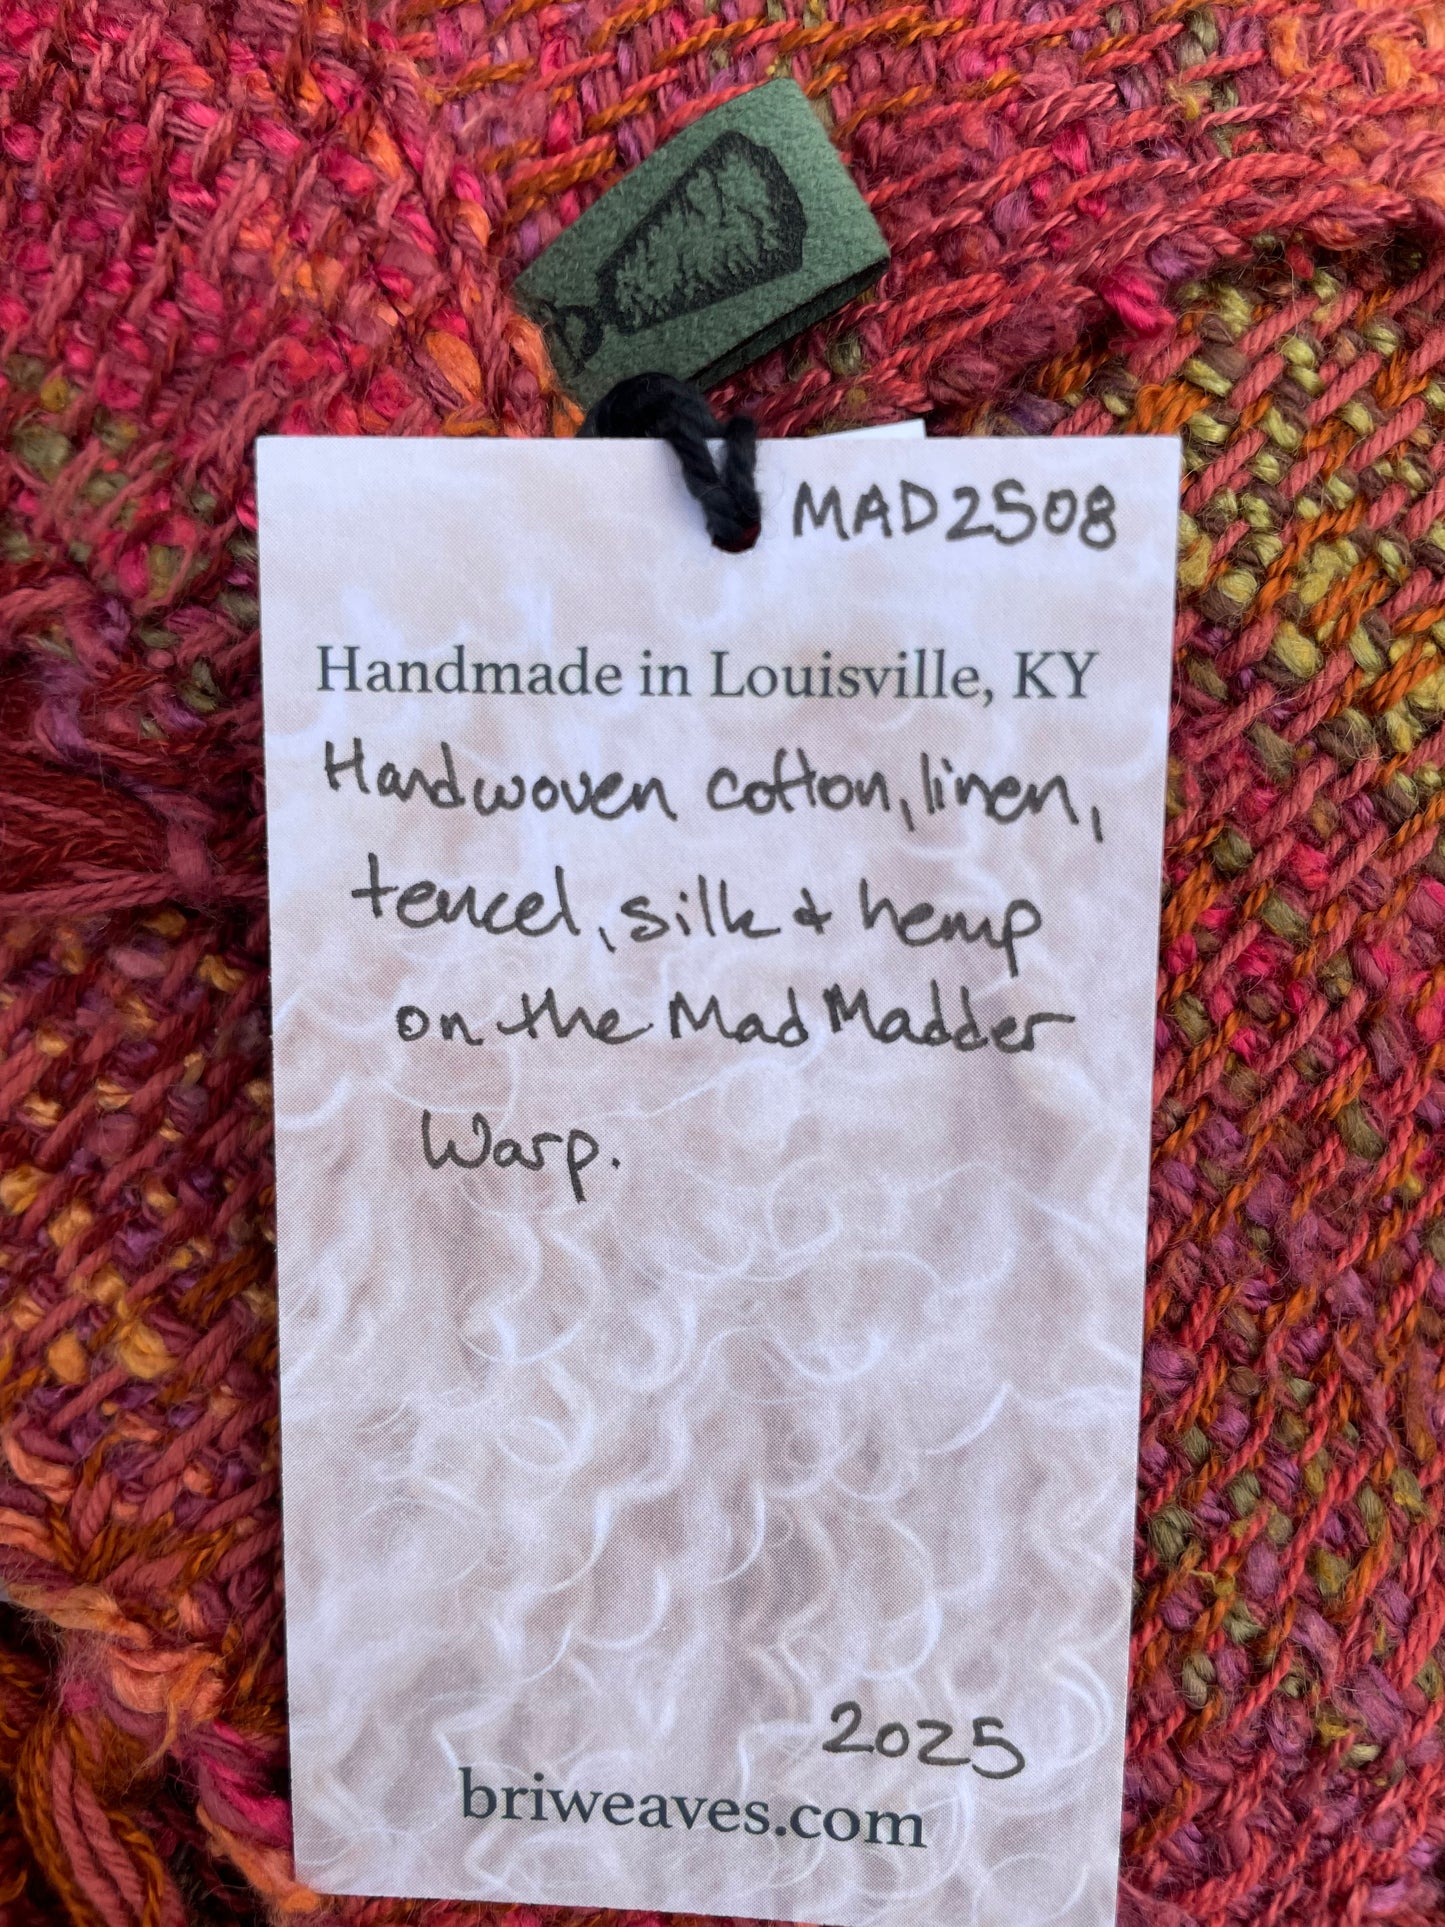 MAD2508
Handmade in Louisville, KY
Handwoven cotton, linen,
tencel, silk & hemp
on the Mad Madder
Warp.
2025
briweaves.com